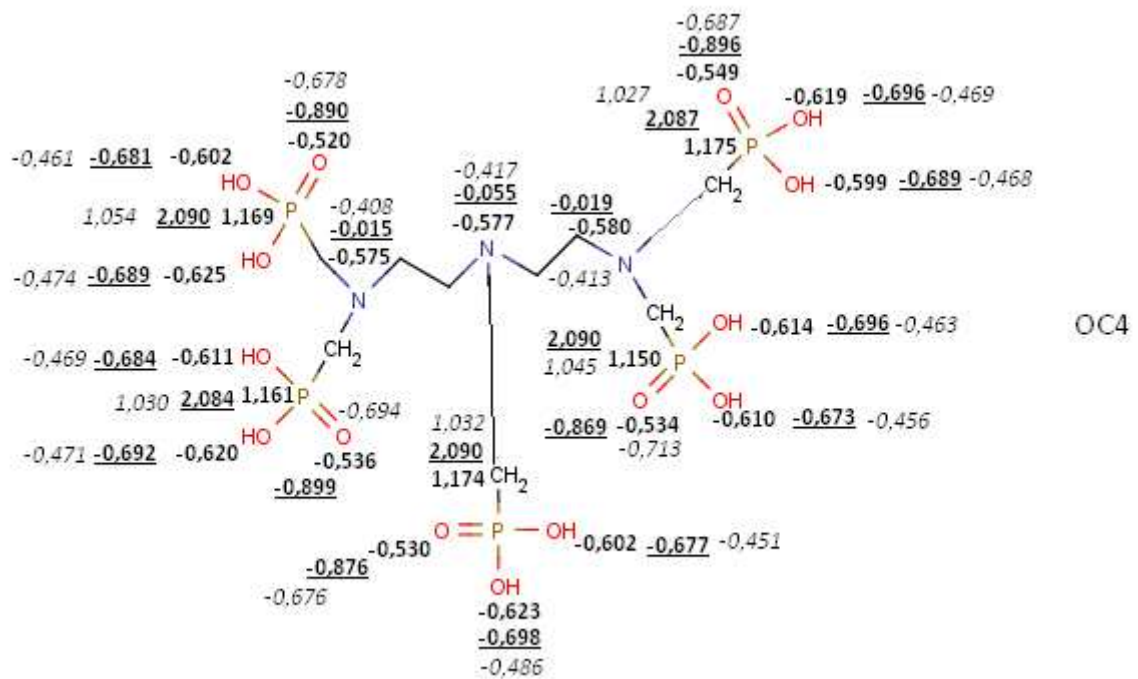 -0,687
-0,896
-0,549
-0,678
-0,890
-0,520
1,027
2,087
1,175
O
-0,619 -0,696 -0,469
OH
P
OH -0,599 -0,689 -0,468
CH2
-0,461 -0,681 -0,602
O
HO
1,054 2,090 1,169 P
HO
-0,474 -0,689 -0,625
-0,408
-0,015
-0,575
N
-0,417
-0,055
-0,577
N
-0,019
-0,580
N
-0,413
CH2
-0,469 -0,684 -0,611
HO
1,030 2,084 1,161 P
HO
-0,471 -0,692 -0,620
CH2
-0,694
O
-0,536
-0,899
OH -0,614 -0,696 -0,463
2,090
1,045 1,150 P
O
OH
-0,869 -0,534
-0,713
-0,610 -0,673 -0,456
OC4
1,032
2,090
1,174 CH2
O P OH
-0,530
-0,876
-0,676
-0,602 -0,677 -0,451
OH
-0,623
-0,698
-0,486